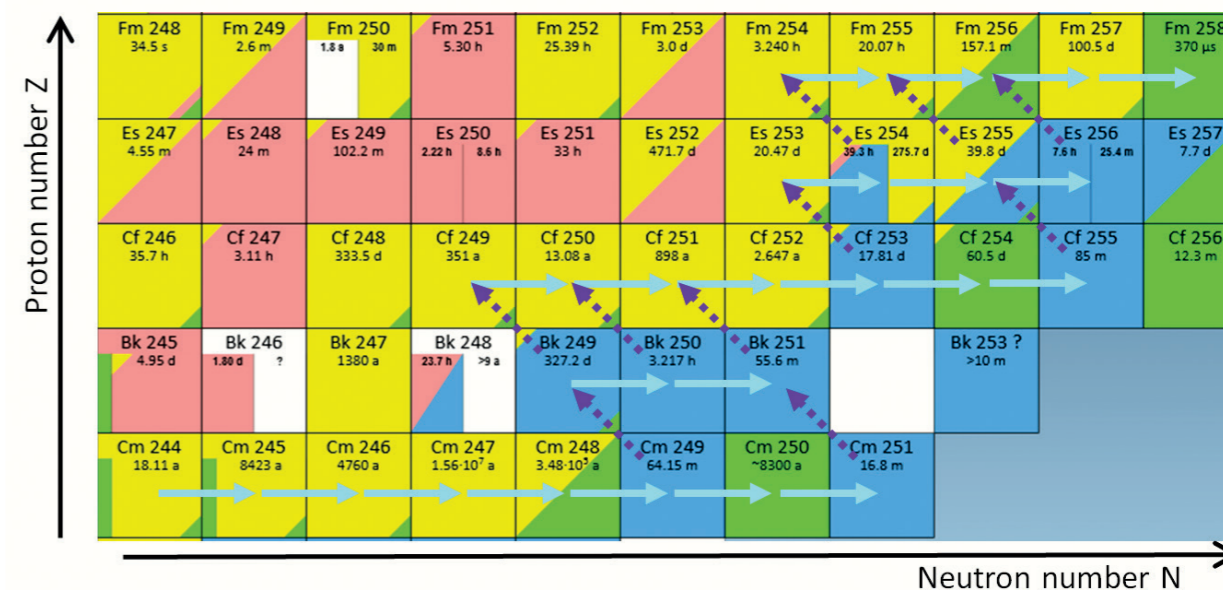 Fm 248 Fm 249 Fm 250 Fm 251 Fm 252 Fm 253 Fm 254 Fm 255 Fm 256 Fm 257 Fm 258
34.5 s 2.6 m 1.8 s 30 m 5.30 h 25.39 h 3.0 d 3.240 h 20.07 h 157.1 m 100.5 d 370 μs
Es 247 Es 248 Es 249 Es 250 Es 251 Es 252 Es 253 Es 254 Es 255 Es 256 Es 257
4.55 m 24 m 102.2 m 2.22 h 8.6 h 33 h 471.7 d 20.47 d 39.3 h 275.7 d 39.8 d 7.6 h 25.4 m 7.7 d
Cf 246 Cf 247 Cf 248 Cf 249 Cf 250 Cf 251 Cf 252 Cf 253 Cf 254 Cf 255 Cf 256
35.7 h 3.11 h 333.5 d 351 a 13.08 a 898 a 2.647 a 17.81 d 60.5 d 85 m 12.3 m
Bk 245 Bk 246 Bk 247 Bk 248 Bk 249 Bk 250 Bk 251 Bk 253 ?
4.95 d 1.80 d ? 1380 a 23.7 h >9 a 327.2 d 3.217 h 55.6 m >10 m
Cm 244 Cm 245 Cm 246 Cm 247 Cm 248 Cm 249 Cm 250 Cm 251
18.11 a 8423 a 4760 a 1.56·10⁷ a 3.48·10⁵ a 64.15 m ~8300 a 16.8 m
Proton number Z
Neutron number N